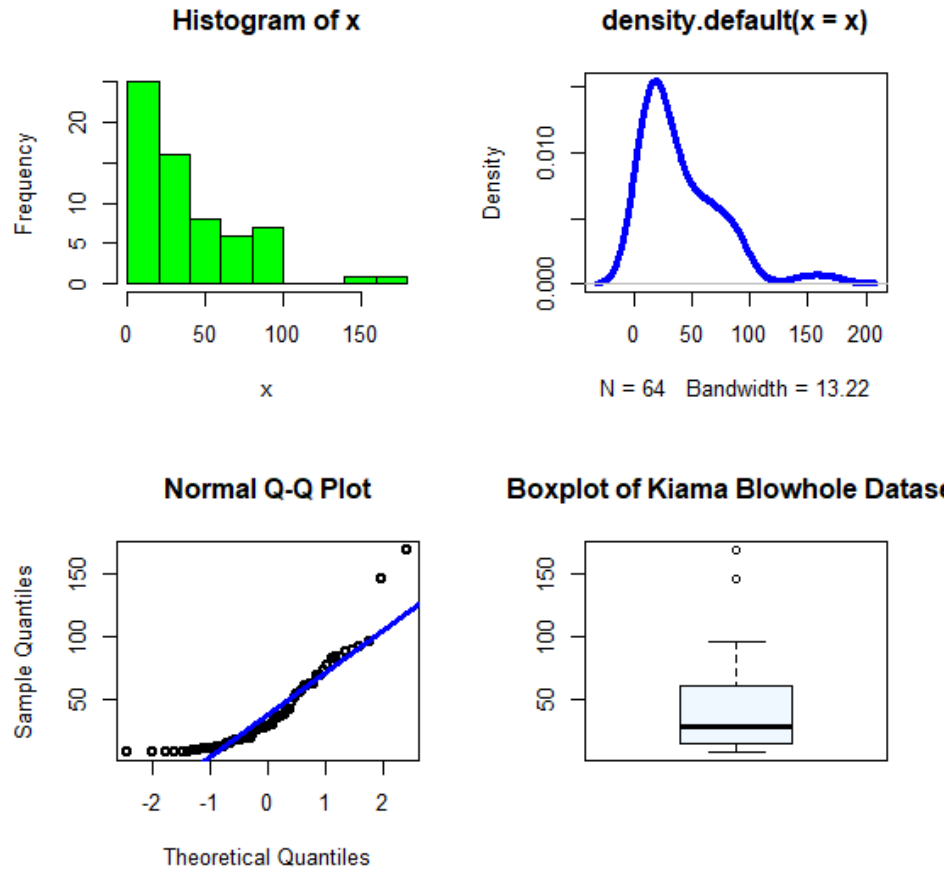 Histogram of x
Frequency
0 5 10 20
0 50 100 150
x
density.default(x = x)
Density
0.000 0.010
0 50 100 150 200
N = 64 Bandwidth = 13.22
Normal Q-Q Plot
Sample Quantiles
50 100 150
-2 -1 0 1 2
Theoretical Quantiles
Boxplot of Kiama Blowhole Datase
50 100 150